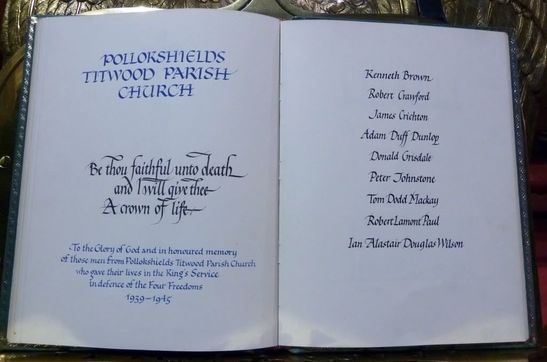 POLLOKSHIELDS
TITWOOD PARISH
CHURCH
Be thou faithful unto death
and I will give thee
A crown of life
To the Glory of God and in honoured memory
of those men from Pollokshields Titwood Parish Church
who gave their lives in the King's Service
in defence of the Four Freedoms
1939-1945
Kenneth Brown
Robert Crawford
James Crichton
Adam Duff Dunlop
Donald Grisdale
Peter Johnstone
Tom Dodd Mackay
Robert Lamont Paul
Ian Alastair Douglas Wilson